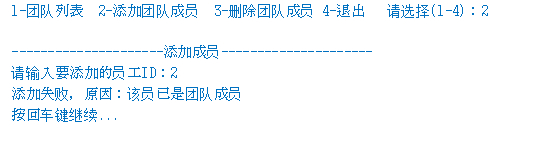 1-团队列表  2-添加团队成员  3-删除团队成员 4-退出   请选择(1-4)：2
---------------------添加成员---------------------
请输入要添加的员工ID：2
添加失败，原因：该员已是团队成员
按回车键继续...